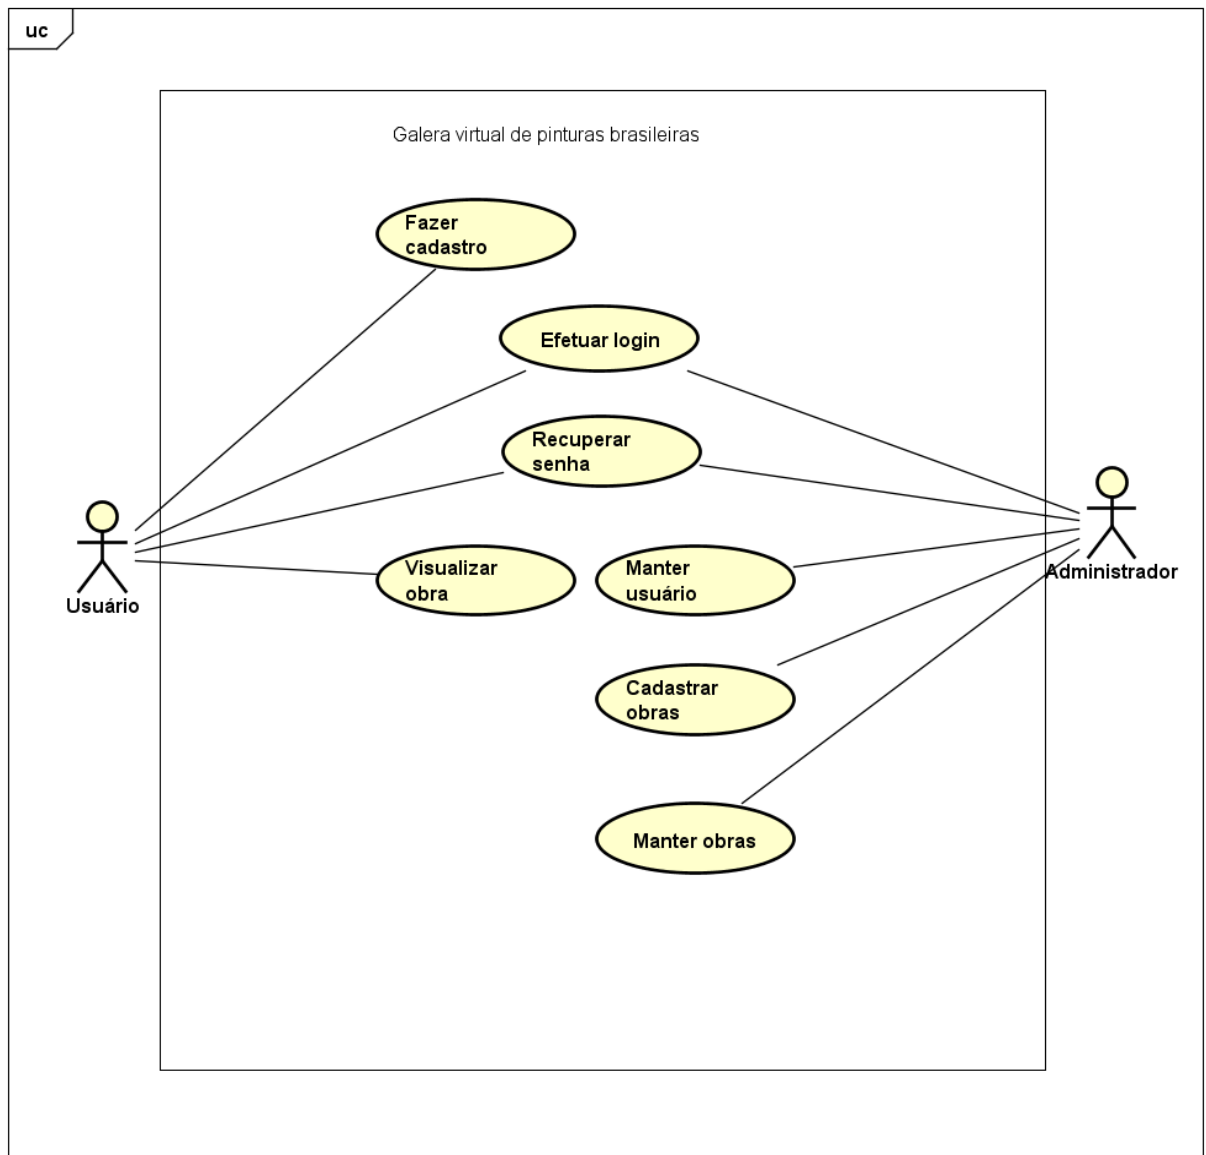 uc
Galera virtual de pinturas brasileiras
Fazer
cadastro
Efetuar login
Recuperar
senha
Usuário
Administrador
Visualizar
obra
Manter
usuário
Cadastrar
obras
Manter obras